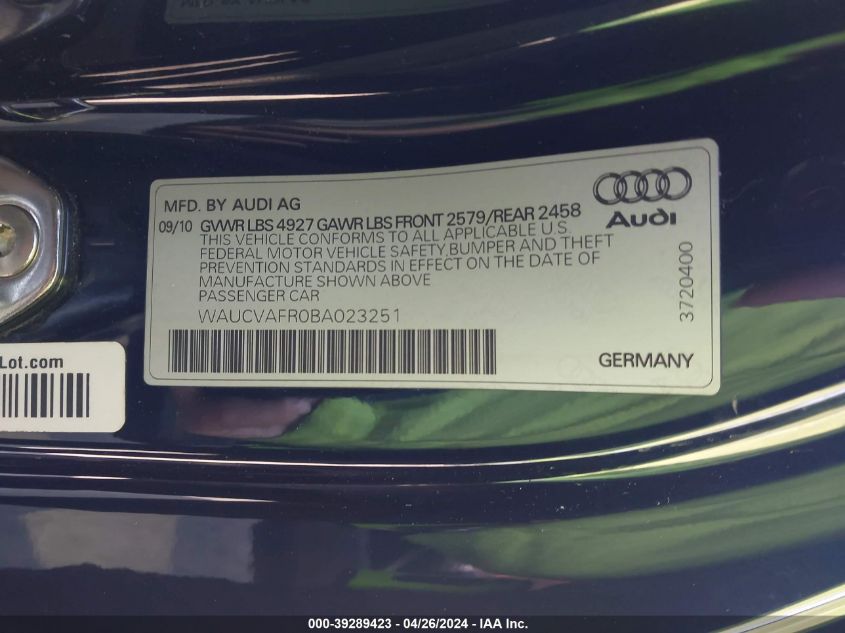 MFD. BY AUDI AG
09/10 GVWR LBS 4927 GAWR LBS FRONT 2579/REAR 2458
THIS VEHICLE CONFORMS TO ALL APPLICABLE U.S.
FEDERAL MOTOR VEHICLE SAFETY,BUMPER AND THEFT
PREVENTION STANDARDS IN EFFECT ON THE DATE OF
MANUFACTURE SHOWN ABOVE
PASSENGER CAR
WAUCVAFR0BA023251
Audi
3720400
GERMANY
Lot.com
000-39289423 - 04/26/2024 - IAA Inc.